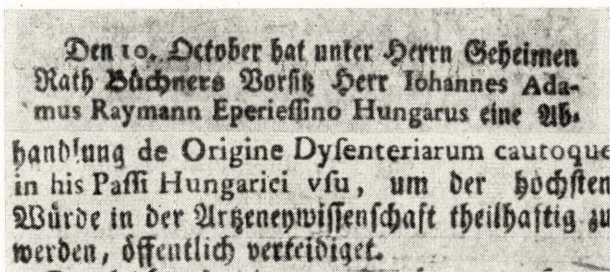 Den 10. October hat unter Herrn Geheimen
Rath Büchners Vorsitz Herr Iohannes Ada-
mus Raymann Eperieſſino Hungarus eine Ab-
handlung de Origine Dyſenteriarum cautoque
in his Paſſi Hungarici vſu, um der höchſten
Würde in der Artzeneywiſſenſchaft theilhaftig zu
werden, öffentlich verteidiget.